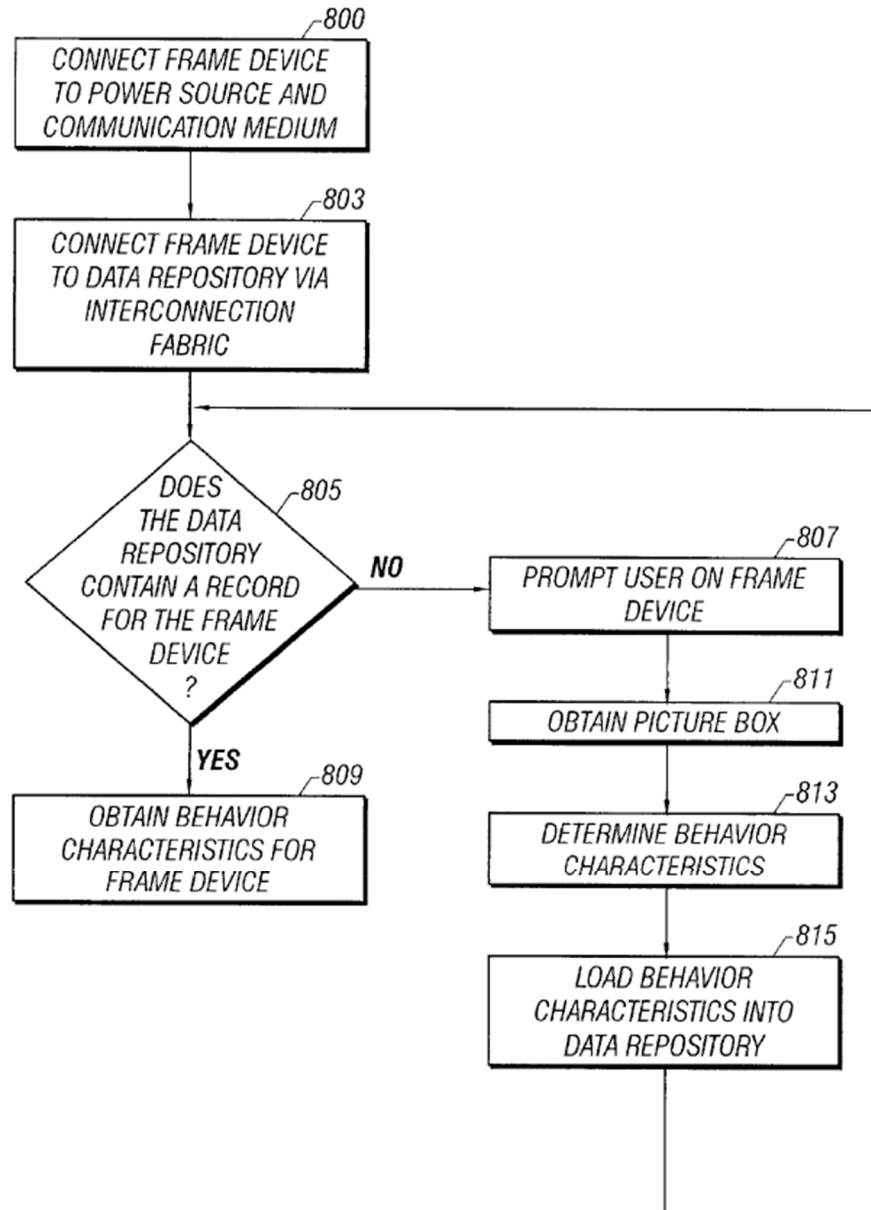 800
CONNECT FRAME DEVICE
TO POWER SOURCE AND
COMMUNICATION MEDIUM
803
CONNECT FRAME DEVICE
TO DATA REPOSITORY VIA
INTERCONNECTION
FABRIC
805
DOES
THE DATA
REPOSITORY
CONTAIN A RECORD
FOR THE FRAME
DEVICE
?
NO
YES
809
OBTAIN BEHAVIOR
CHARACTERISTICS FOR
FRAME DEVICE
807
PROMPT USER ON FRAME
DEVICE
811
OBTAIN PICTURE BOX
813
DETERMINE BEHAVIOR
CHARACTERISTICS
815
LOAD BEHAVIOR
CHARACTERISTICS INTO
DATA REPOSITORY